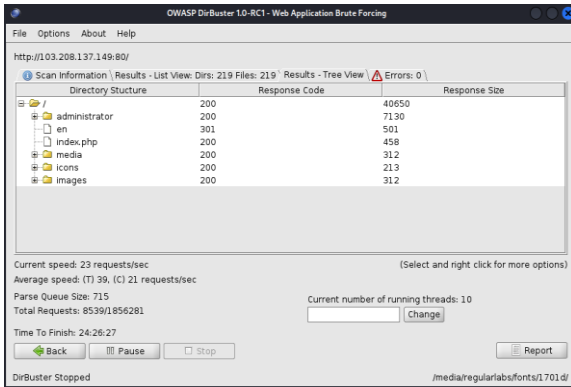 OWASP DirBuster 1.0-RC1 - Web Application Brute Forcing
File Options About Help
http://103.208.137.149:80/
Scan Information Results - List View: Dirs: 219 Files: 219 Results - Tree View Errors: 0
Directory Stucture Response Code Response Size
/ 200 40650
administrator 200 7130
en 301 501
index.php 200 458
media 200 312
icons 200 213
images 200 312
Current speed: 23 requests/sec (Select and right click for more options)
Average speed: (T) 39, (C) 21 requests/sec
Parse Queue Size: 715 Current number of running threads: 10
Total Requests: 8539/1856281 Change
Time To Finish: 24:26:27
Back Pause Stop Report
DirBuster Stopped /media/regularlabs/fonts/1701d/